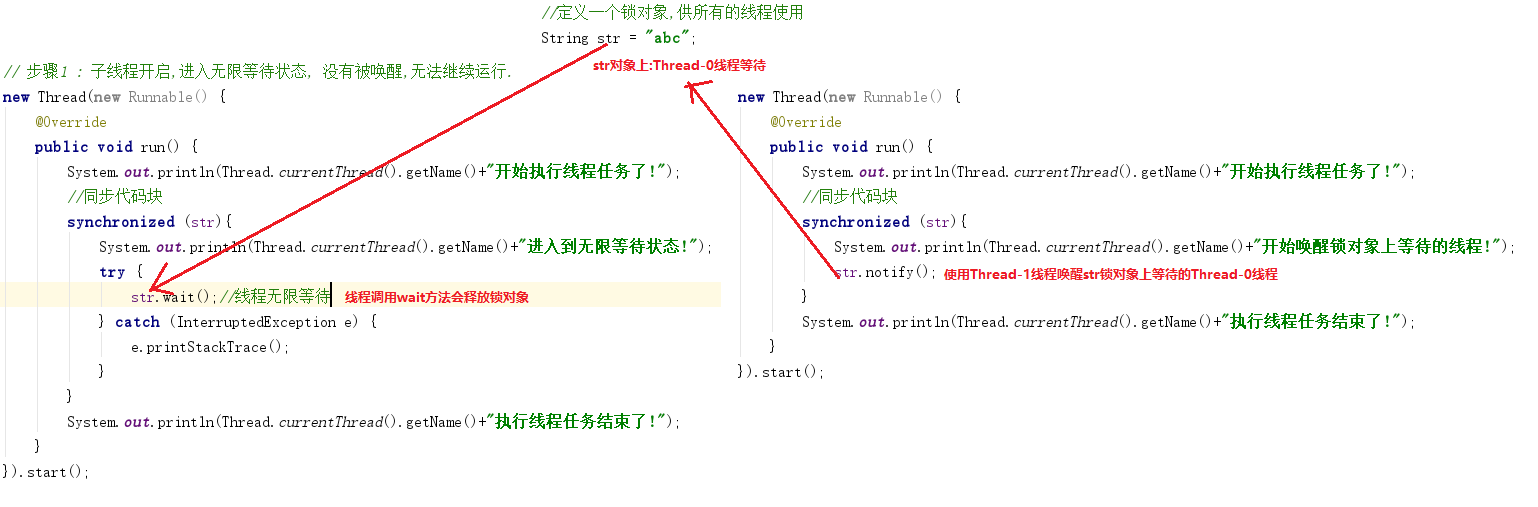 //定义一个锁对象,供所有的线程使用
String str = "abc";
str对象上:Thread-0线程等待
// 步骤1 : 子线程开启,进入无限等待状态, 没有被唤醒,无法继续运行.
new Thread(new Runnable() {
@Override
public void run() {
System.out.println(Thread.currentThread().getName()+"开始执行线程任务了!");
//同步代码块
synchronized (str){
System.out.println(Thread.currentThread().getName()+"进入到无限等待状态!");
try {
str.wait();//线程无限等待 线程调用wait方法会释放锁对象
} catch (InterruptedException e) {
e.printStackTrace();
}
}
System.out.println(Thread.currentThread().getName()+"执行线程任务结束了!");
}
}).start();
new Thread(new Runnable() {
@Override
public void run() {
System.out.println(Thread.currentThread().getName()+"开始执行线程任务了!");
//同步代码块
synchronized (str){
System.out.println(Thread.currentThread().getName()+"开始唤醒锁对象上等待的线程!");
str.notify(); 使用Thread-1线程唤醒str锁对象上等待的Thread-0线程
}
System.out.println(Thread.currentThread().getName()+"执行线程任务结束了!");
}
}).start();